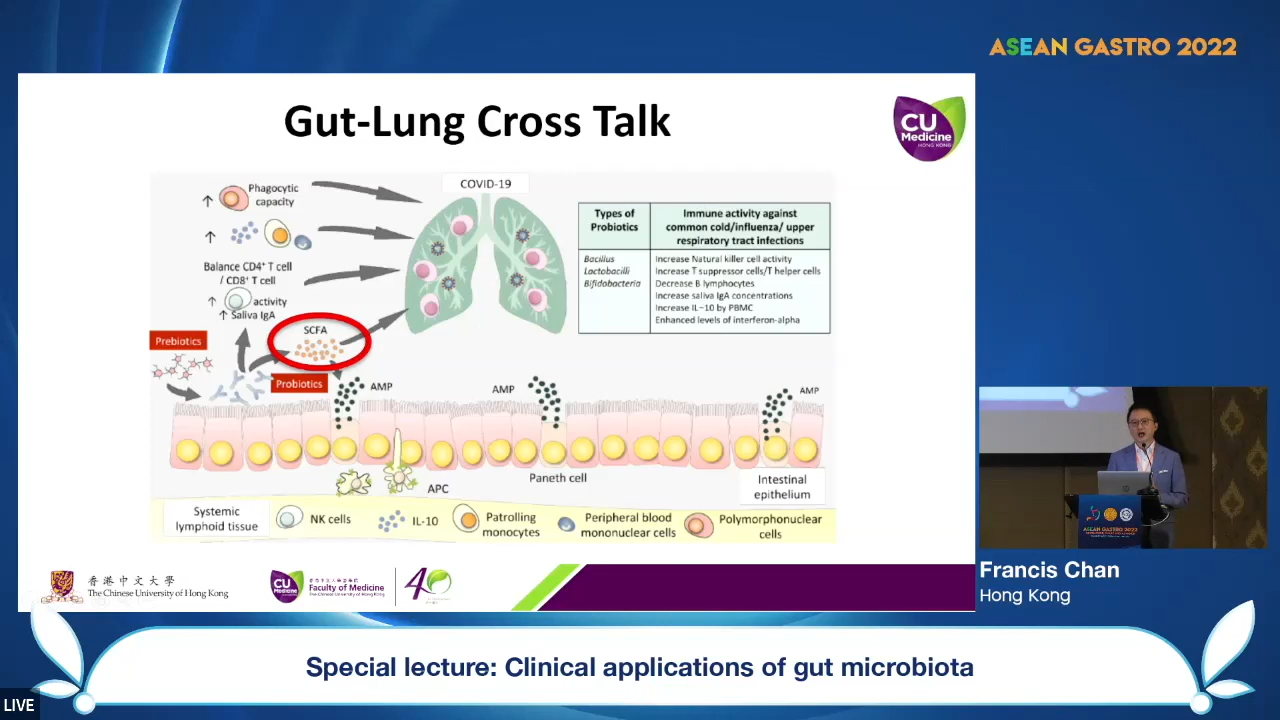 ASEAN GASTRO 2022
Gut-Lung Cross Talk
CU
Medicine
HONG KONG
COVID-19
↑ Phagocytic
capacity
↑
Balance CD4⁺ T cell
/ CD8⁺ T cell
↑ activity
↑ Saliva IgA
SCFA
Prebiotics
Probiotics
Types of
Probiotics
Immune activity against
common cold/influenza/ upper
respiratory tract infections
Bacillus
Lactobacilli
Bifidobacteria
Increase Natural killer cell activity
Increase T suppressor cells/T helper cells
Decrease B lymphocytes
Increase saliva IgA concentrations
Increase IL-10 by PBMC
Enhanced levels of interferon-alpha
AMP
AMP
AMP
APC
Paneth cell
Intestinal
epithelium
Systemic
lymphoid tissue
NK cells
IL-10
Patrolling
monocytes
Peripheral blood
mononuclear cells
Polymorphonuclear
cells
香港中文大學
The Chinese University of Hong Kong
CU
Medicine
Faculty of Medicine
The Chinese University of Hong Kong
40
ASEAN GASTRO 2022
Francis Chan
Hong Kong
Special lecture: Clinical applications of gut microbiota
LIVE